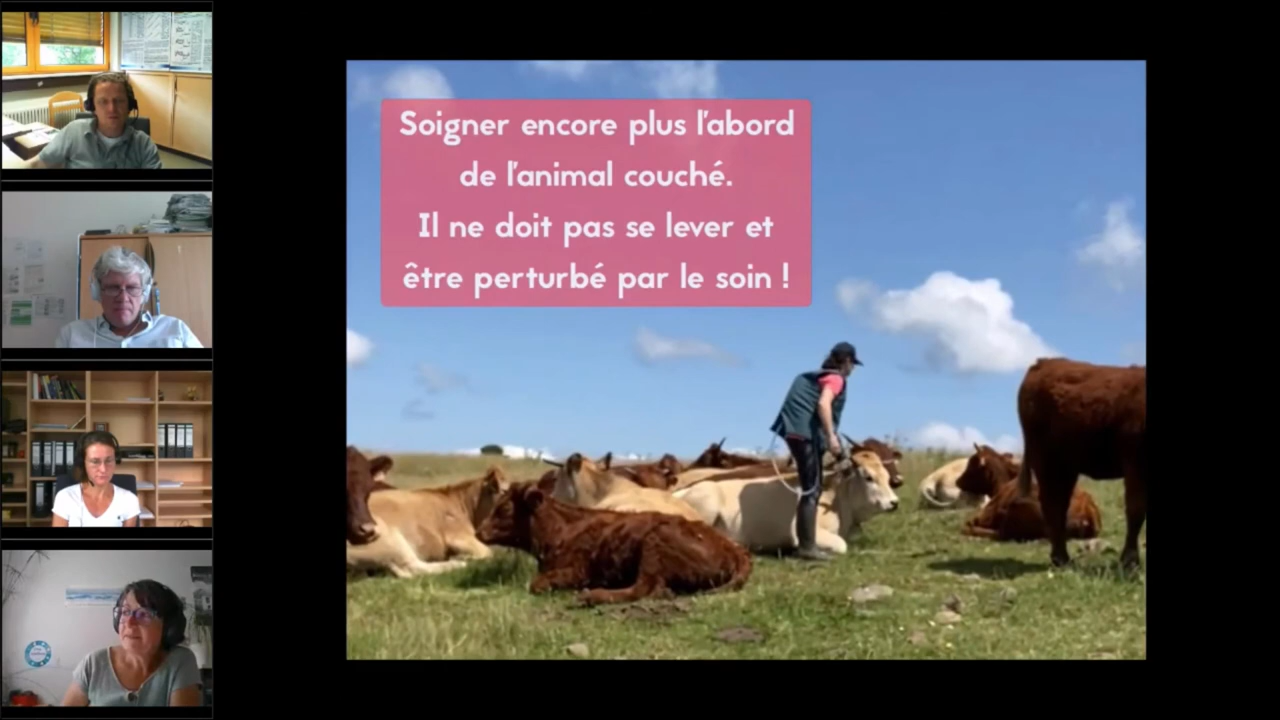 Soigner encore plus l'abord
de l'animal couché.
Il ne doit pas se lever et
être perturbé par le soin !